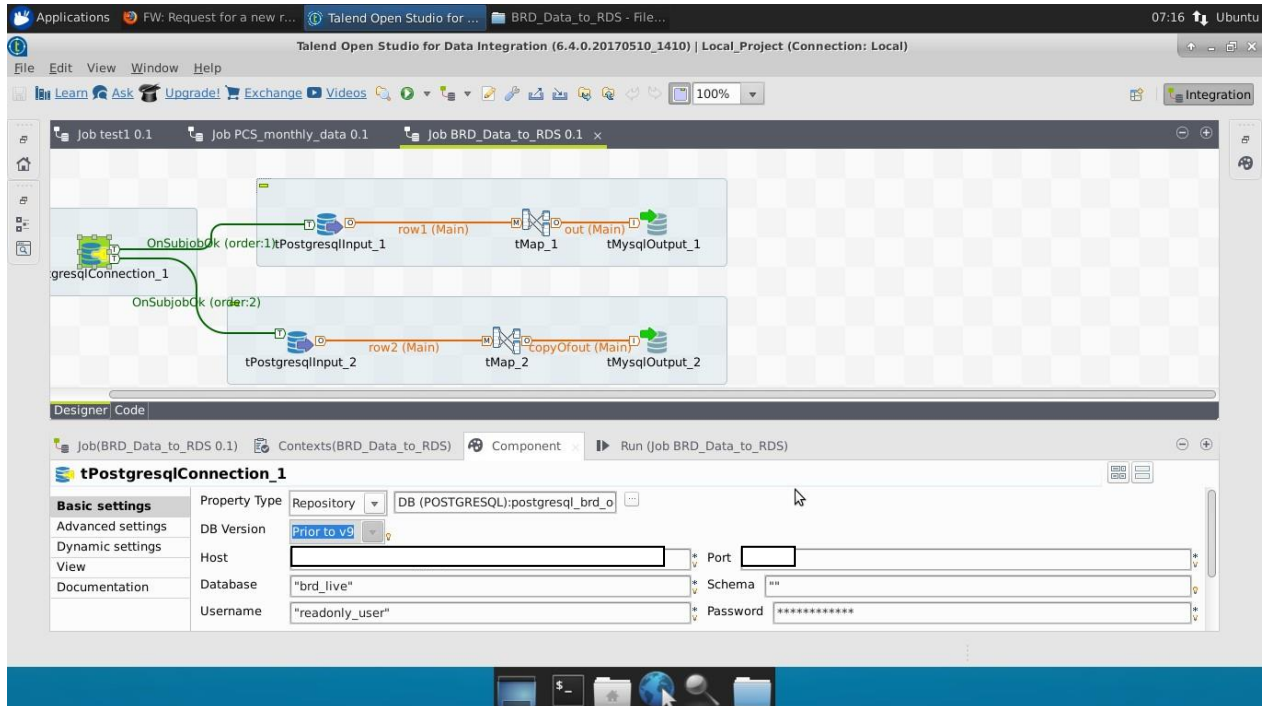 Applications FW: Request for a new r... Talend Open Studio for ... BRD_Data_to_RDS - File... 07:16 Ubuntu
Talend Open Studio for Data Integration (6.4.0.20170510_1410) | Local_Project (Connection: Local)
File Edit View Window Help
Learn Ask Upgrade! Exchange Videos 100% Integration
Job test1 0.1 Job PCS_monthly_data 0.1 Job BRD_Data_to_RDS 0.1
row1 (Main) out (Main)
OnSubjobOk (order:1) tPostgresqlInput_1 tMap_1 tMysqlOutput_1
gresqlConnection_1
OnSubjobOk (order:2)
row2 (Main) copyOfout (Main)
tPostgresqlInput_2 tMap_2 tMysqlOutput_2
Designer Code
Job(BRD_Data_to_RDS 0.1) Contexts(BRD_Data_to_RDS) Component Run (Job BRD_Data_to_RDS)
tPostgresqlConnection_1
Basic settings Property Type Repository DB (POSTGRESQL):postgresql_brd_o ...
Advanced settings DB Version Prior to v9
Dynamic settings
View Host * Port *
Documentation Database "brd_live" * Schema ""
Username "readonly_user" * Password ************ *
$_